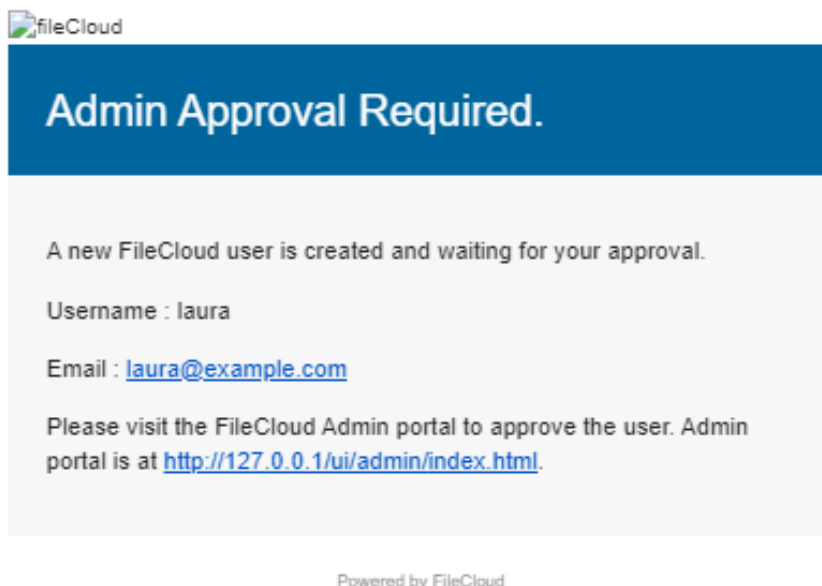 fileCloud
Admin Approval Required.
A new FileCloud user is created and waiting for your approval.
Username : laura
Email : laura@example.com
Please visit the FileCloud Admin portal to approve the user. Admin
portal is at http://127.0.0.1/ui/admin/index.html.
Powered by FileCloud